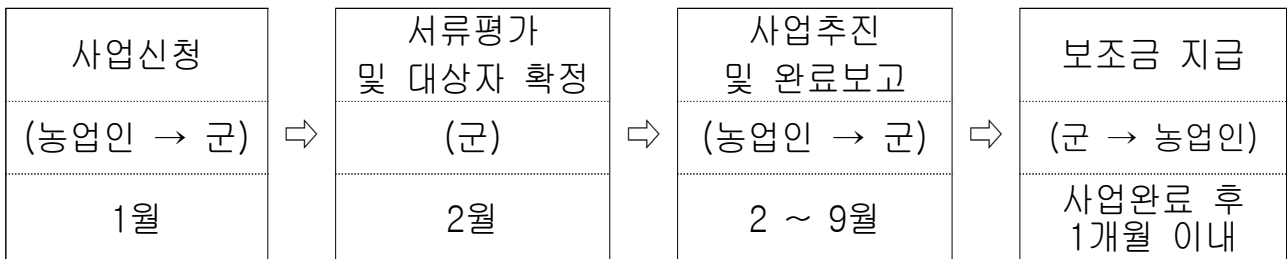 사업신청
(농업인 → 군)
1월
⇨
서류평가
및 대상자 확정
(군)
2월
⇨
사업추진
및 완료보고
(농업인 → 군)
2 ~ 9월
⇨
보조금 지급
(군 → 농업인)
사업완료 후
1개월 이내